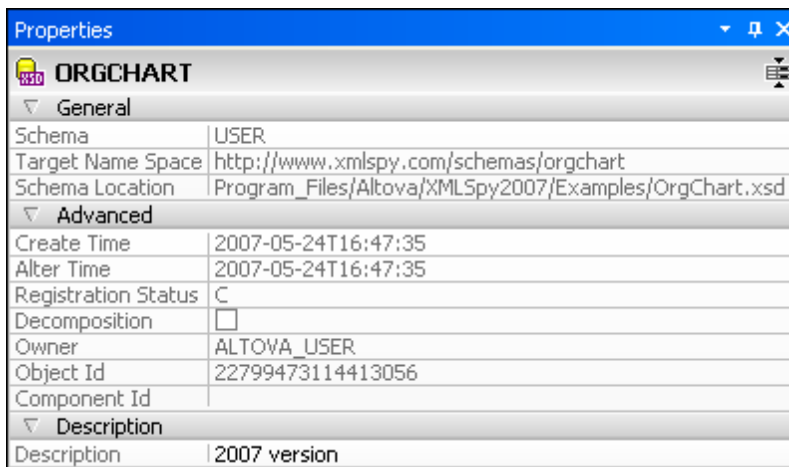 Properties
XSD ORGCHART
General
Schema USER
Target Name Space http://www.xmlspy.com/schemas/orgchart
Schema Location Program_Files/Altova/XMLSpy2007/Examples/OrgChart.xsd
Advanced
Create Time 2007-05-24T16:47:35
Alter Time 2007-05-24T16:47:35
Registration Status C
Decomposition
Owner ALTOVA_USER
Object Id 22799473114413056
Component Id
Description
Description 2007 version